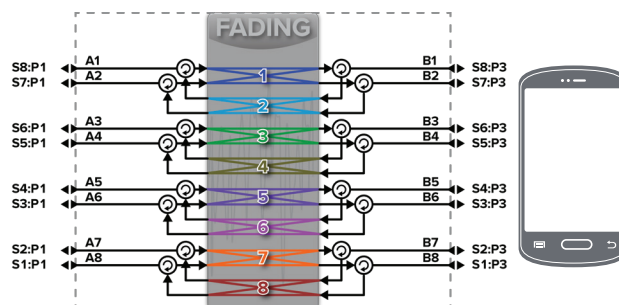 FADING
S8:P1 A1 B1 S8:P3
1
S7:P1 A2 B2 S7:P3
2
S6:P1 A3 B3 S6:P3
3
S5:P1 A4 B4 S5:P3
4
S4:P1 A5 B5 S4:P3
5
S3:P1 A6 B6 S3:P3
6
S2:P1 A7 B7 S2:P3
7
S1:P1 A8 B8 S1:P3
8